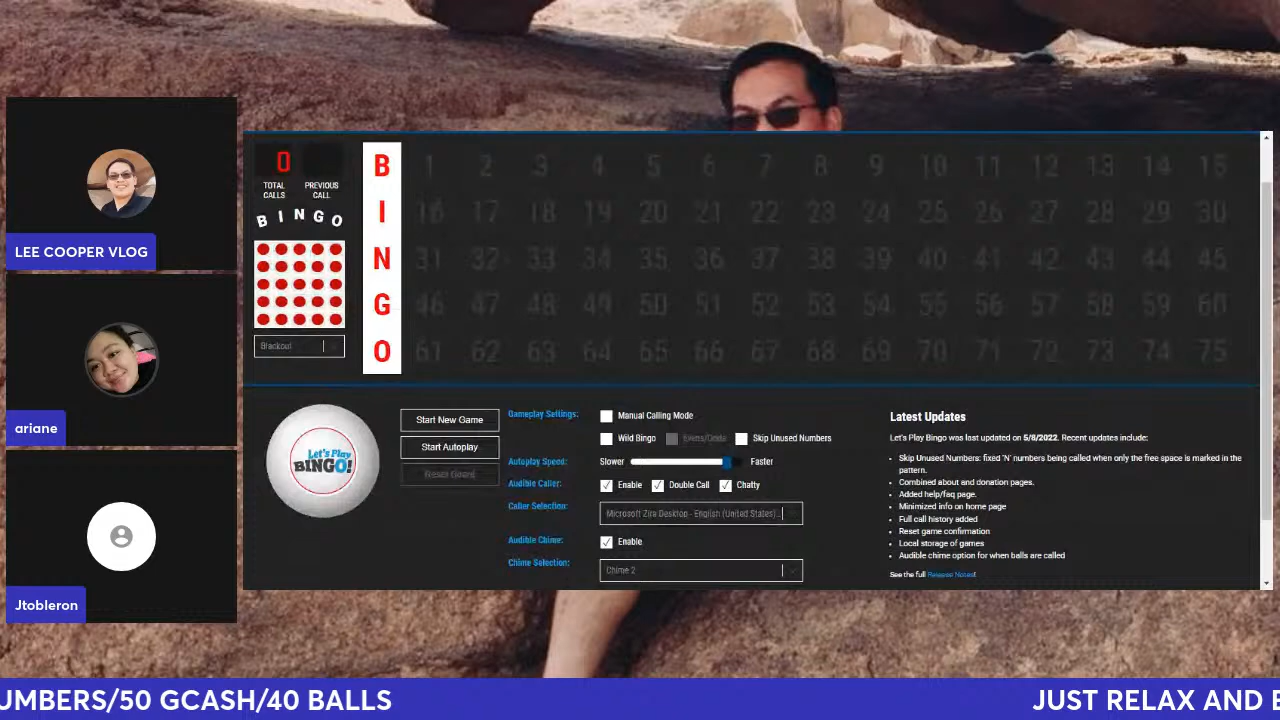 LEE COOPER VLOG
ariane
Jtobleron
0
TOTAL CALLS
PREVIOUS CALL
BINGO
Blackout
B 1 2 3 4 5 6 7 8 9 10 11 12 13 14 15
I 16 17 18 19 20 21 22 23 24 25 26 27 28 29 30
N 31 32 33 34 35 36 37 38 39 40 41 42 43 44 45
G 46 47 48 49 50 51 52 53 54 55 56 57 58 59 60
O 61 62 63 64 65 66 67 68 69 70 71 72 73 74 75
Let's Play
BINGO!
Start New Game
Start Autoplay
Reset Board
Gameplay Settings:
Manual Calling Mode
Wild Bingo Evens/Odds Skip Unused Numbers
Autoplay Speed: Slower Faster
Audible Caller: Enable Double Call Chatty
Caller Selection: Microsoft Zira Desktop - English (United States)...
Audible Chime: Enable
Chime Selection: Chime 2
Latest Updates
Let's Play Bingo was last updated on 5/8/2022. Recent updates include:
• Skip Unused Numbers: fixed 'N' numbers being called when only the free space is marked in the
pattern.
• Combined about and donation pages.
• Added help/faq page.
• Minimized info on home page
• Full call history added
• Reset game confirmation
• Local storage of games
• Audible chime option for when balls are called
See the full Release Notes!
UMBERS/50 GCASH/40 BALLS
JUST RELAX AND